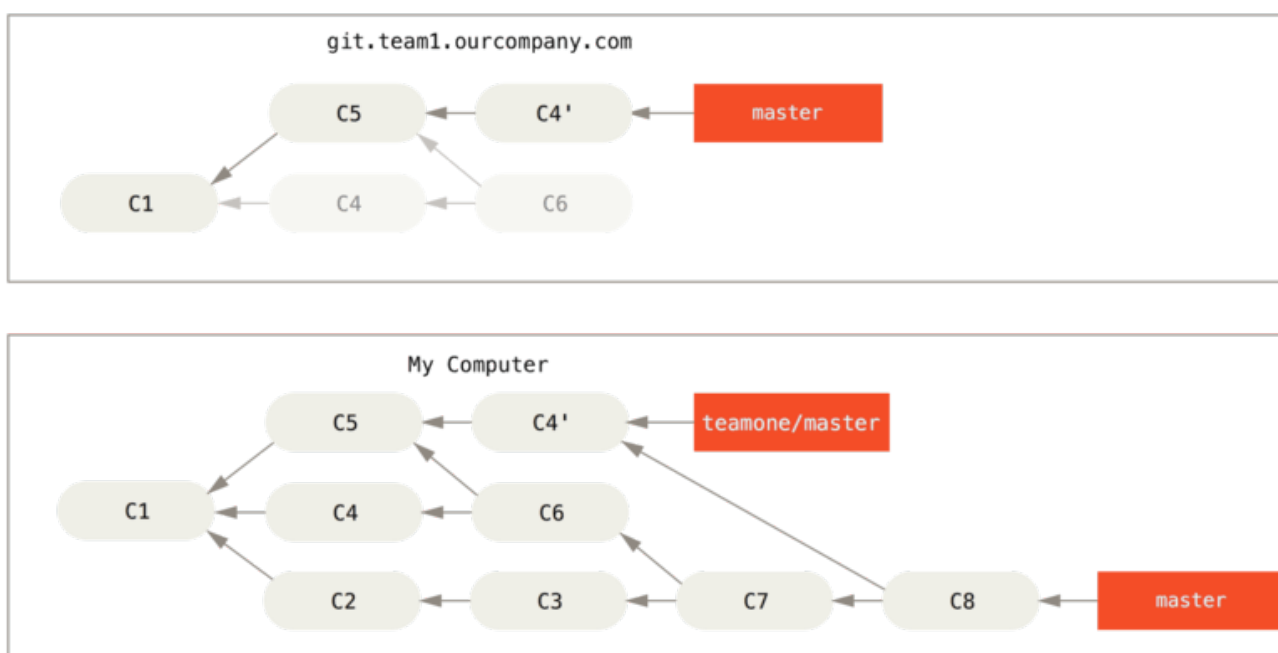 git.team1.ourcompany.com
C5 C4' master
C1 C4 C6
My Computer
C5 C4' teamone/master
C1 C4 C6
C2 C3 C7 C8 master